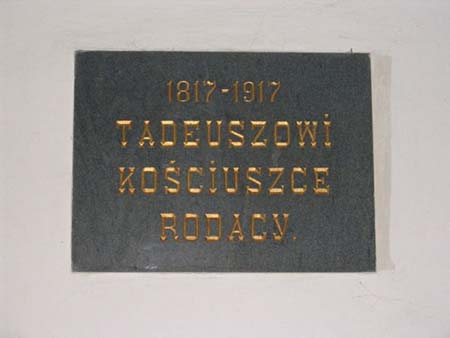 1817-1917
TADEUSZOWI
KOŚCIUSZCE
RODACY.